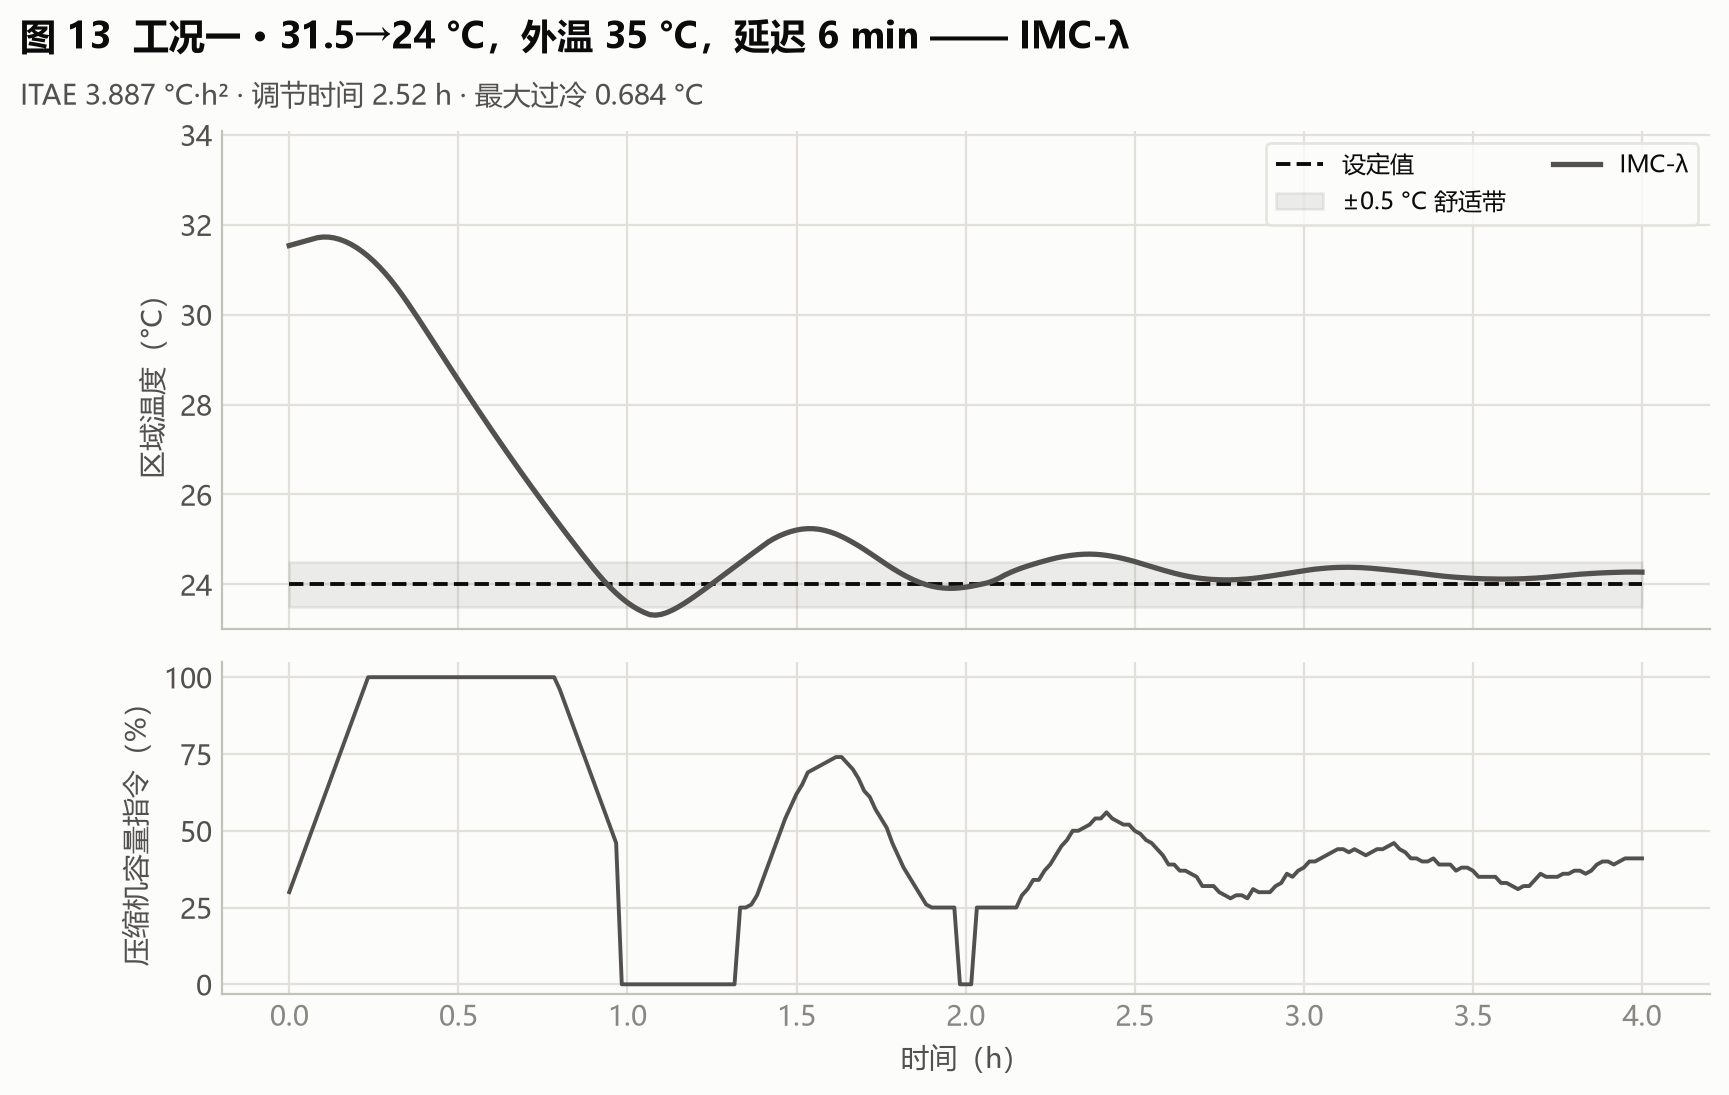 图 13 工况一 • 31.5→24 °C，外温 35 °C，延迟 6 min —— IMC-λ
ITAE 3.887 °C·h² · 调节时间 2.52 h · 最大过冷 0.684 °C
设定值
±0.5 °C 舒适带
IMC-λ
区域温度（°C）
34
32
30
28
26
24
压缩机容量指令（%）
100
75
50
25
0
0.0 0.5 1.0 1.5 2.0 2.5 3.0 3.5 4.0
时间（h）